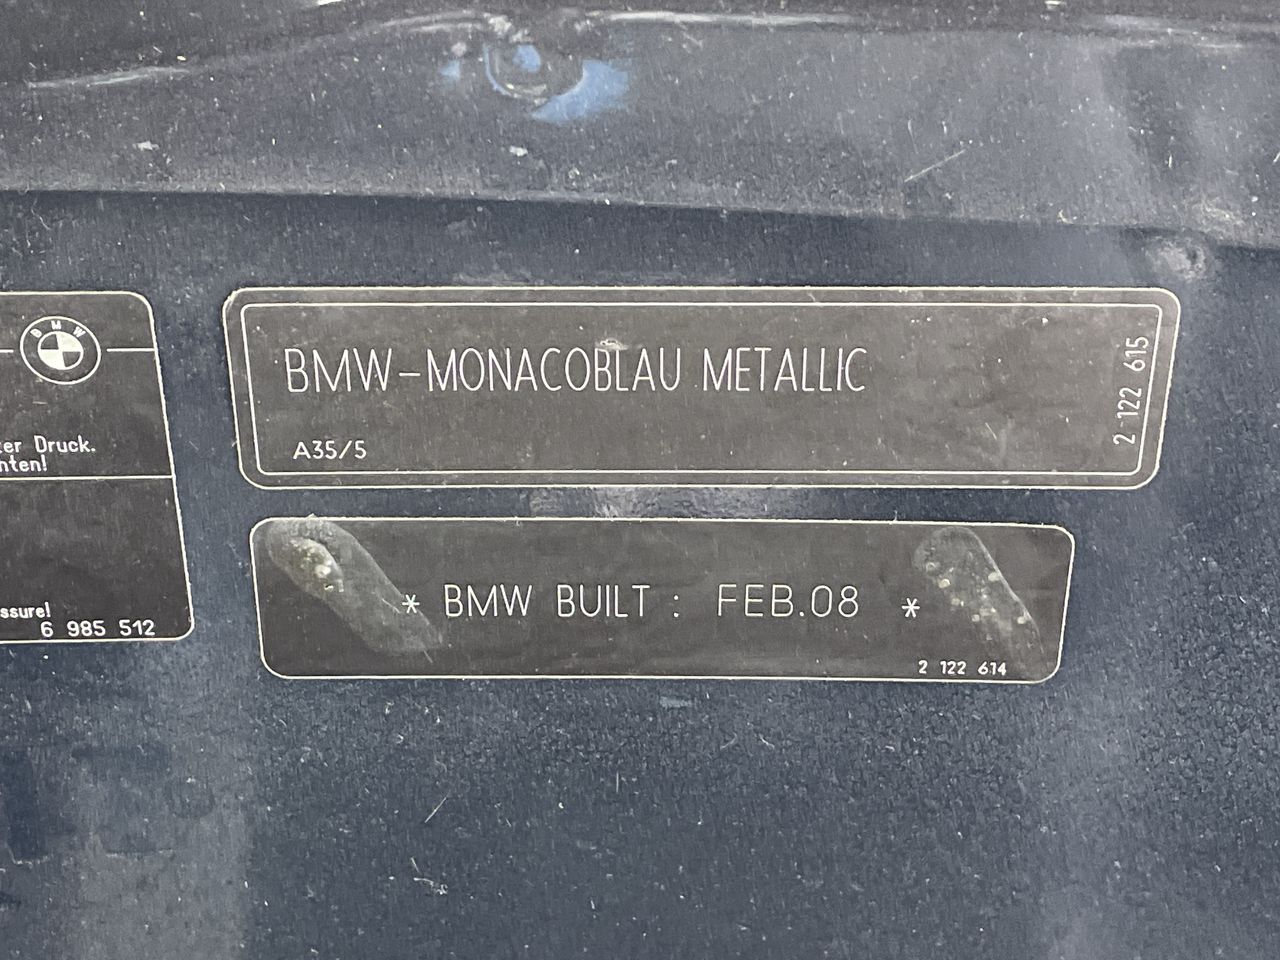 BMW
ter Druck.
nten!
ssure!
6 985 512
BMW-MONACOBLAU METALLIC
A35/5
2 122 615
* BMW BUILT : FEB.08 *
2 122 614